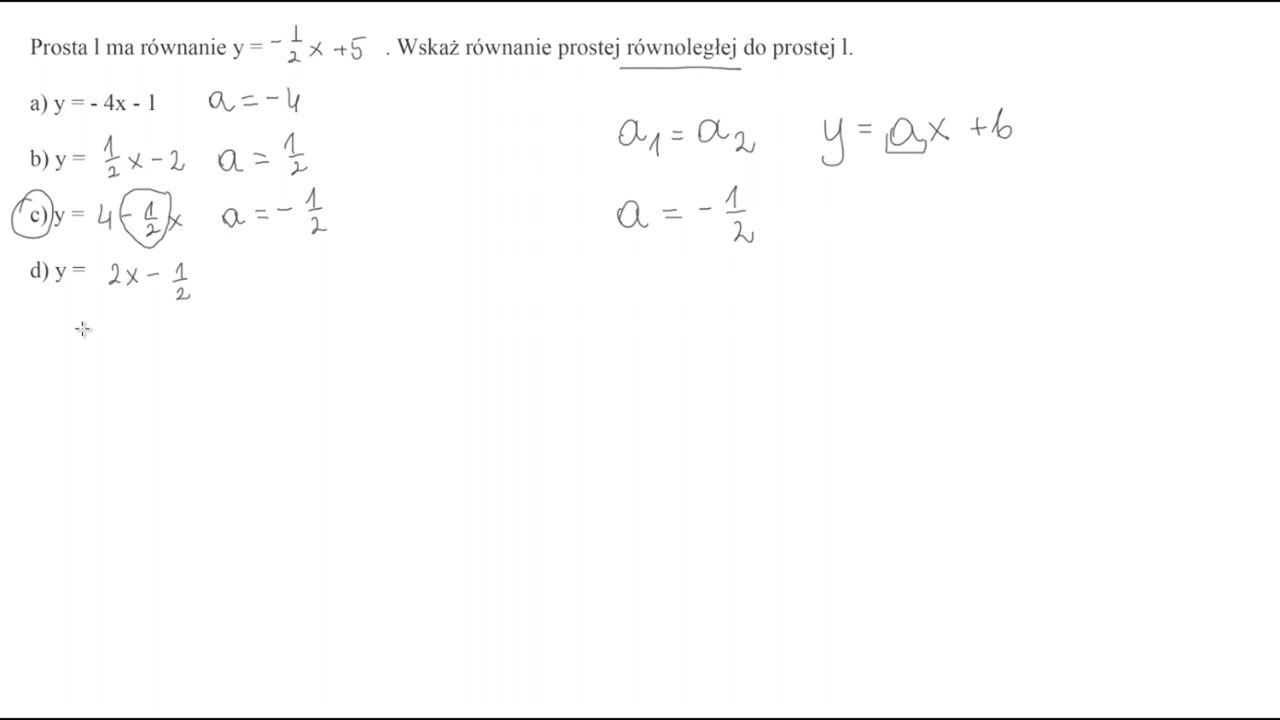 Prosta l ma równanie y = -1/2 x + 5 . Wskaż równanie prostej równoległej do prostej l.
a) y = - 4x - 1 a = -4
b) y = 1/2 x - 2 a = 1/2
c) y = 4 - 1/2 x a = - 1/2
d) y = 2x - 1/2
a₁ = a₂ y = ax + b
a = - 1/2